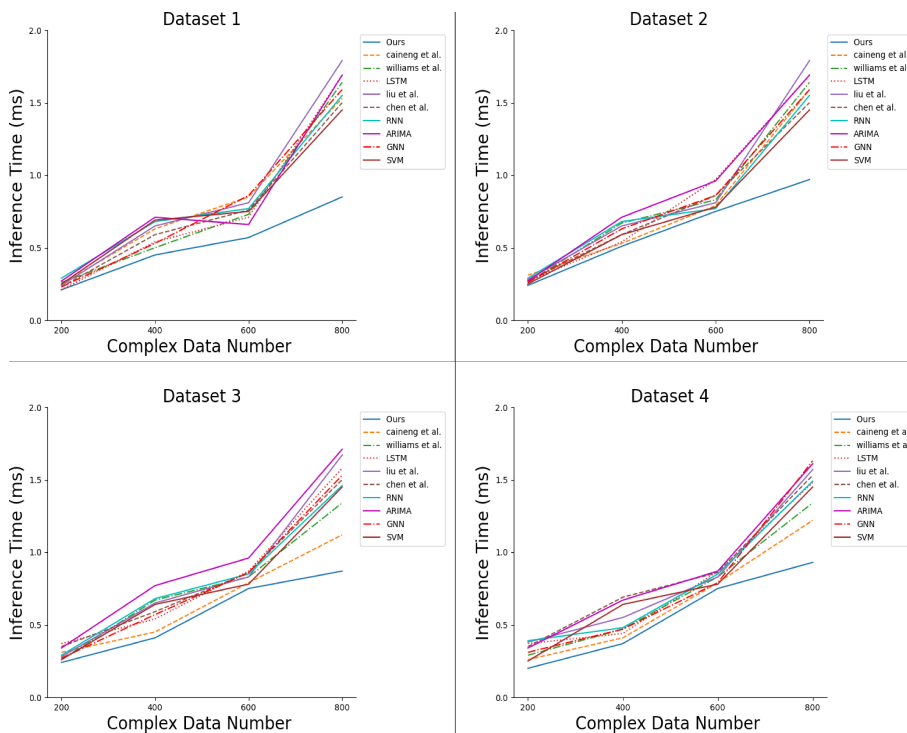 Dataset 1
2.0
1.5
1.0
0.5
0.0
Inference Time (ms)
200
400
600
800
Complex Data Number
Ours
caineng et al.
williams et al.
LSTM
liu et al.
chen et al.
RNN
ARIMA
GNN
SVM
Dataset 2
2.0
1.5
1.0
0.5
0.0
Inference Time (ms)
200
400
600
800
Complex Data Number
Ours
caineng et al.
williams et al.
LSTM
liu et al.
chen et al.
RNN
ARIMA
GNN
SVM
Dataset 3
2.0
1.5
1.0
0.5
0.0
Inference Time (ms)
200
400
600
800
Complex Data Number
Ours
caineng et al.
williams et al.
LSTM
liu et al.
chen et al.
RNN
ARIMA
GNN
SVM
Dataset 4
2.0
1.5
1.0
0.5
0.0
Inference Time (ms)
200
400
600
800
Complex Data Number
Ours
caineng et al
williams et al
LSTM
liu et al.
chen et al.
RNN
ARIMA
GNN
SVM